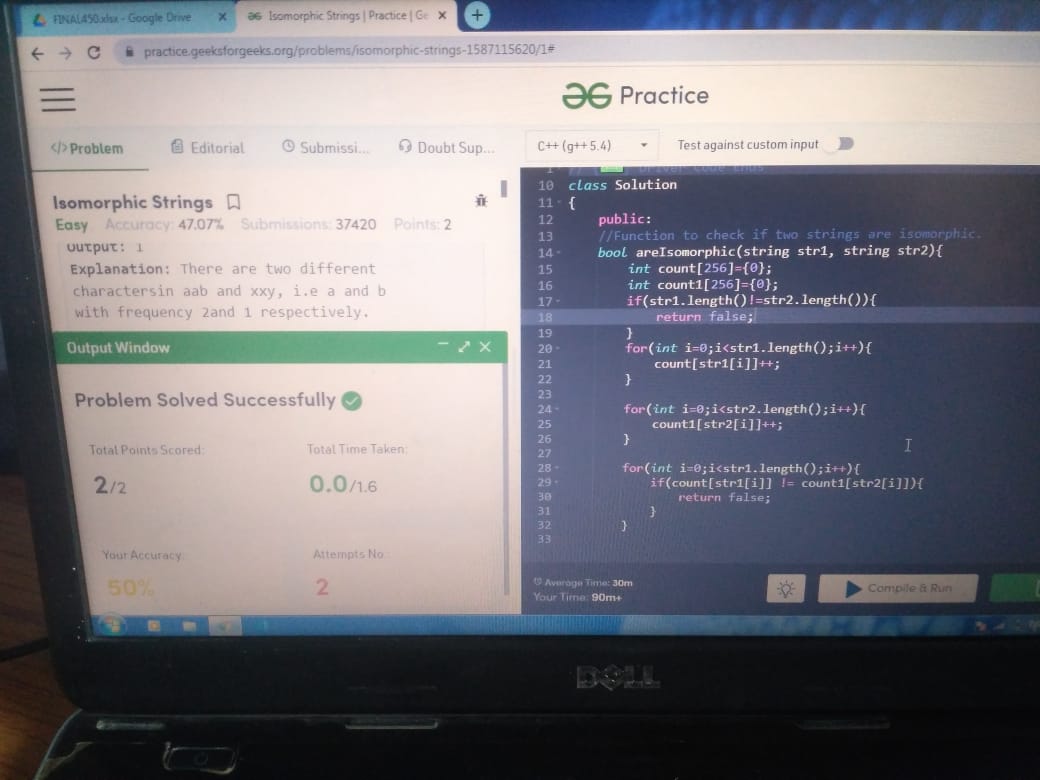 FINAL450.xlsx - Google Drive
Isomorphic Strings | Practice | Ge
practice.geeksforgeeks.org/problems/isomorphic-strings-1587115620/1#
Practice
</>Problem
Editorial
Submissi...
Doubt Sup...
C++ (g++ 5.4)
Test against custom input
Isomorphic Strings
Easy Accuracy: 47.07% Submissions: 37420 Points: 2
Output: 1
Explanation: There are two different
charactersin aab and xxy, i.e a and b
with frequency 2and 1 respectively.
Output Window
Problem Solved Successfully
Total Points Scored:
Total Time Taken:
2/2
0.0/1.6
Your Accuracy:
Attempts No.:
50%
2
Driver Code Ends
10 class Solution
11 {
12 public:
13 //Function to check if two strings are isomorphic.
14 bool areIsomorphic(string str1, string str2){
15 int count[256]={0};
16 int count1[256]={0};
17 if(str1.length()!=str2.length()){
18 return false;
19 }
20 for(int i=0;i<str1.length();i++){
21 count[str1[i]]++;
22 }
23
24 for(int i=0;i<str2.length();i++){
25 count1[str2[i]]++;
26 }
27
28 for(int i=0;i<str1.length();i++){
29 if(count[str1[i]] != count1[str2[i]]){
30 return false;
31 }
32 }
33
Average Time: 30m
Your Time: 90m+
Compile & Run
DELL